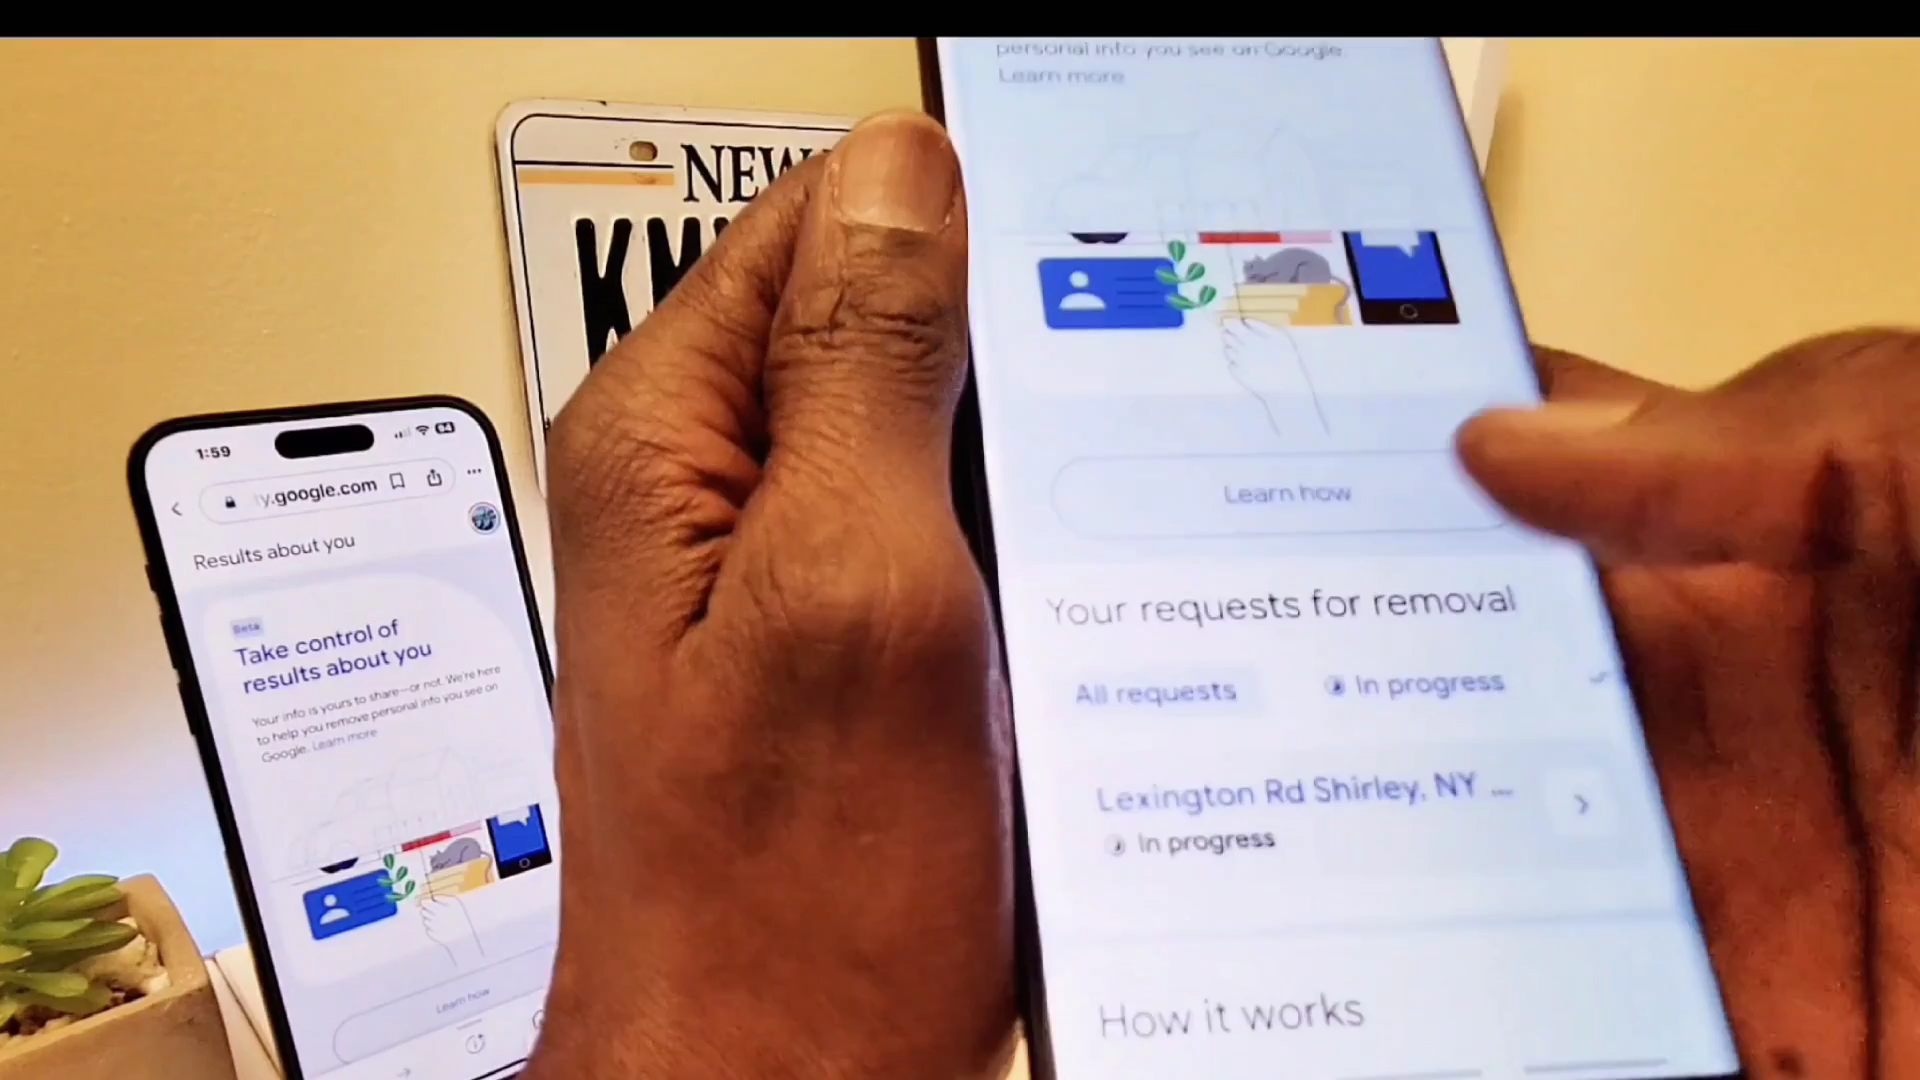 NEW
KM
1:59
64
y.google.com
Results about you
Beta
Take control of
results about you
Your info is yours to share—or not. We're here
to help you remove personal info you see on
Google. Learn more
Learn how
personal info you see on Google.
Learn more
Learn how
Your requests for removal
All requests
In progress
Lexington Rd Shirley, NY ...
In progress
How it works